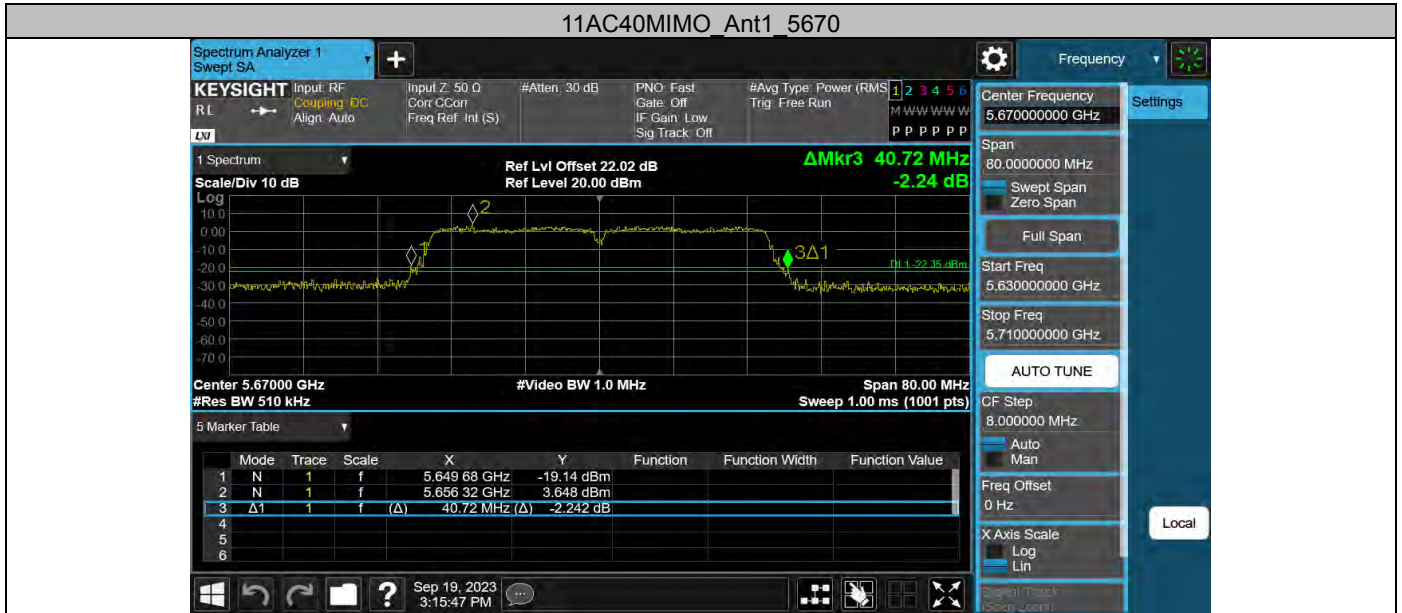 11AC40MIMO_Ant1_5670
Spectrum Analyzer 1
Swept SA
+
Frequency
KEYSIGHT
RL
LXI
Input: RF
Coupling: DC
Align: Auto
Input Z: 50 Ω
Corr CCorr
Freq Ref: Int (S)
#Atten: 30 dB
PNO: Fast
Gate: Off
IF Gain: Low
Sig Track: Off
#Avg Type: Power (RMS
Trig: Free Run
1 2 3 4 5 6
M W W W W W
P P P P P P
1 Spectrum
Scale/Div 10 dB
Ref Lvl Offset 22.02 dB
Ref Level 20.00 dBm
ΔMkr3 40.72 MHz
-2.24 dB
Log
10.0
0.00
-10.0
-20.0
-30.0
-40.0
-50.0
-60.0
-70.0
1
2
3Δ1
DL1 -22.35 dBm
Center 5.67000 GHz
#Res BW 510 kHz
#Video BW 1.0 MHz
Span 80.00 MHz
Sweep 1.00 ms (1001 pts)
5 Marker Table
Mode Trace Scale X Y Function Function Width Function Value
1 N 1 f 5.649 68 GHz -19.14 dBm
2 N 1 f 5.656 32 GHz 3.648 dBm
3 Δ1 1 f (Δ) 40.72 MHz (Δ) -2.242 dB
4
5
6
?
Sep 19, 2023
3:15:47 PM
Center Frequency
5.670000000 GHz
Span
80.0000000 MHz
Swept Span
Zero Span
Full Span
Start Freq
5.630000000 GHz
Stop Freq
5.710000000 GHz
AUTO TUNE
CF Step
8.000000 MHz
Auto
Man
Freq Offset
0 Hz
X Axis Scale
Log
Lin
Signal Track
(Span Zoom)
Settings
Local